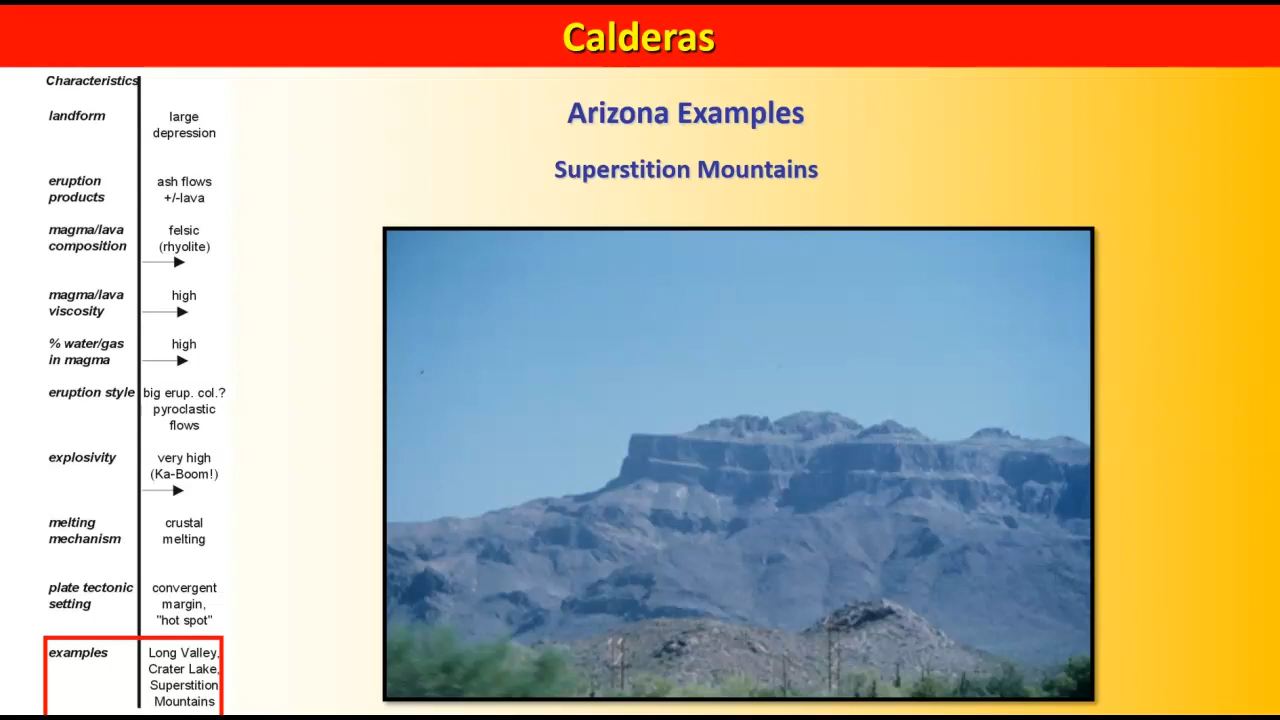 Calderas
Characteristics
landform
large
depression
eruption
products
ash flows
+/-lava
magma/lava
composition
felsic
(rhyolite)
magma/lava
viscosity
high
% water/gas
in magma
high
eruption style
big erup. col.?
pyroclastic
flows
explosivity
very high
(Ka-Boom!)
melting
mechanism
crustal
melting
plate tectonic
setting
convergent
margin,
"hot spot"
examples
Long Valley,
Crater Lake,
Superstition
Mountains
Arizona Examples
Superstition Mountains